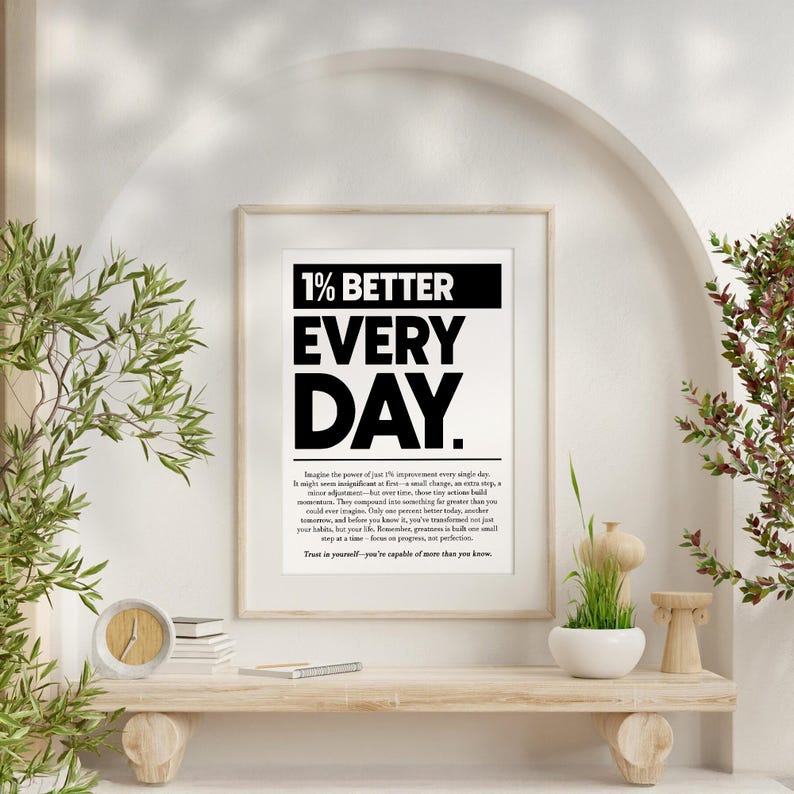 1% BETTER
EVERY
DAY.
Imagine the power of just 1% improvement every single day.
It might seem insignificant at first—a small change, an extra step, a
minor adjustment—but over time, those tiny actions build
momentum. They compound into something far greater than you
could ever imagine. Only one percent better today, another
tomorrow, and before you know it, you've transformed not just
your habits, but your life. Remember, greatness is built one small
step at a time – focus on progress, not perfection.
Trust in yourself—you're capable of more than you know.